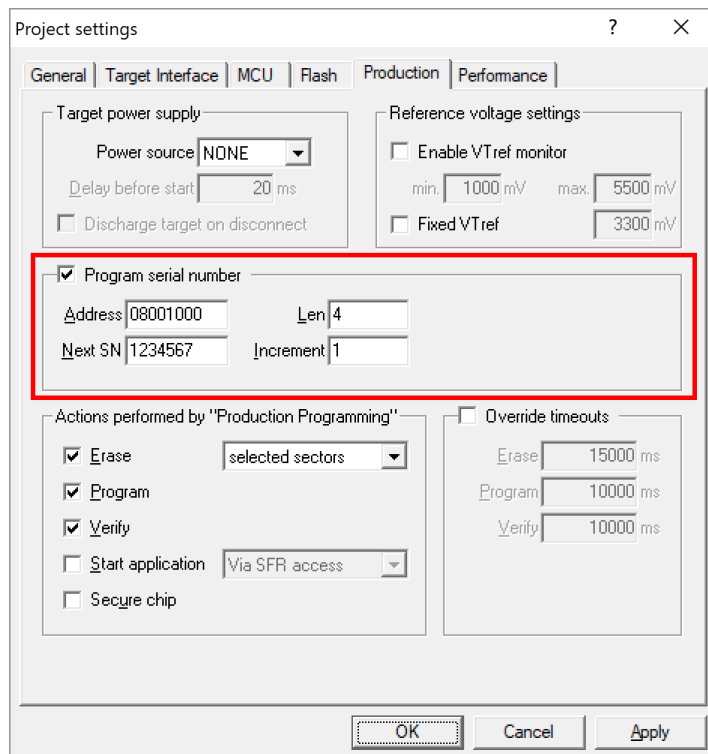 Project settings
?
General
Target Interface
MCU
Flash
Production
Performance
Target power supply
Power source NONE
Delay before start 20 ms
Discharge target on disconnect
Reference voltage settings
Enable VTref monitor
min. 1000 mV max. 5500 mV
Fixed VTref 3300 mV
Program serial number
Address 08001000 Len 4
Next SN 1234567 Increment 1
Actions performed by "Production Programming"
Erase selected sectors
Program
Verify
Start application Via SFR access
Secure chip
Override timeouts
Erase 15000 ms
Program 10000 ms
Verify 10000 ms
OK
Cancel
Apply